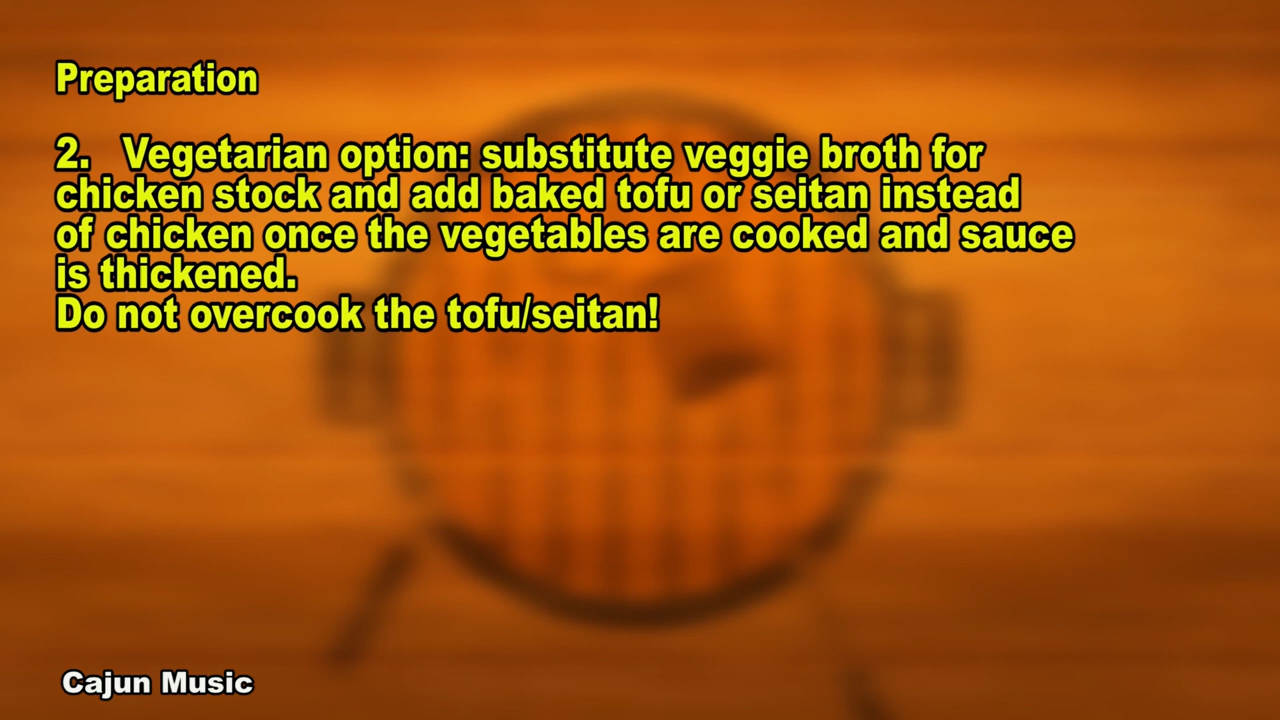 Preparation
2. Vegetarian option: substitute veggie broth for
chicken stock and add baked tofu or seitan instead
of chicken once the vegetables are cooked and sauce
is thickened.
Do not overcook the tofu/seitan!
Cajun Music